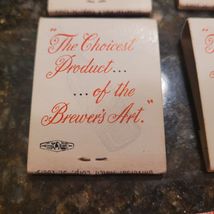 "The Choicest
Product...
...of the
Brewer's Art."